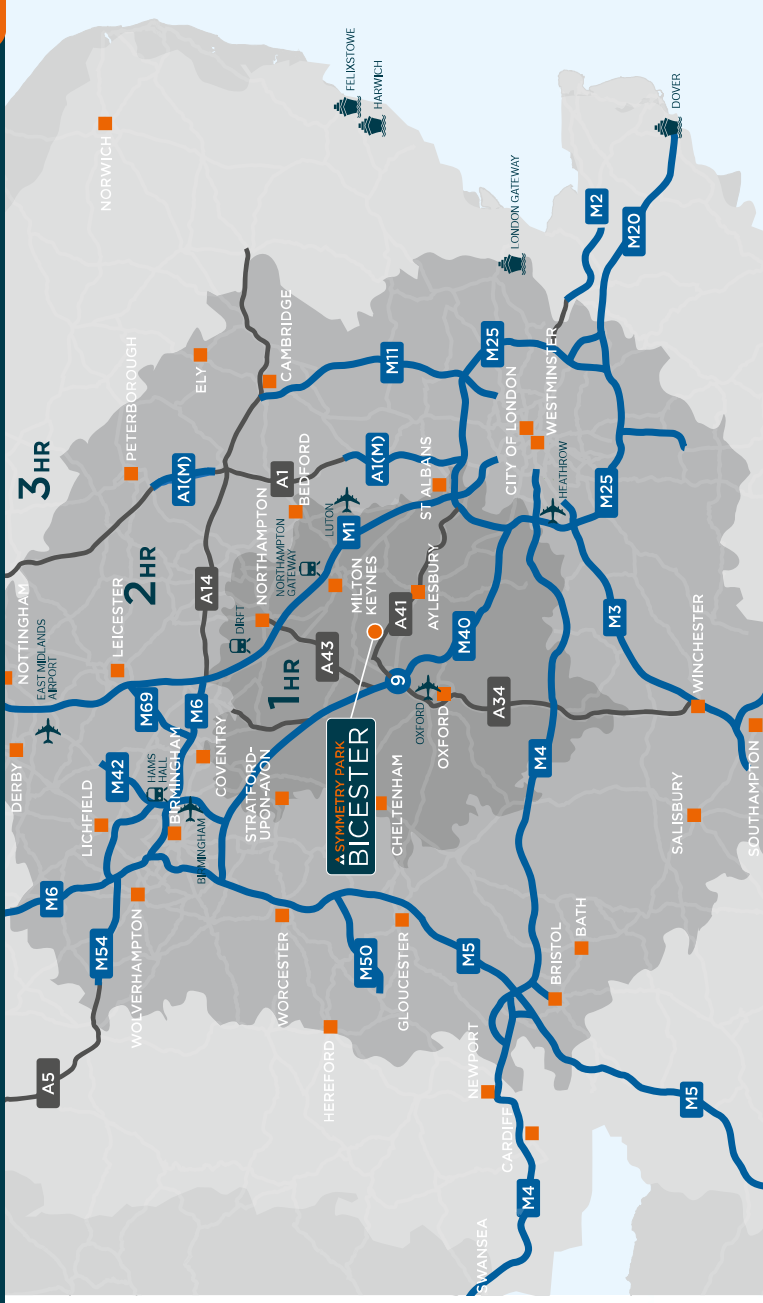 DERBY
NOTTINGHAM
3HR
A5
M6
EAST MIDLANDS
AIRPORT
LICHFIELD
M54
M42
LEICESTER
PETERBOROUGH
NORWICH
WOLVERHAMPTON
2HR
M69
HAMS
HALL
BIRMINGHAM
M6
A1(M)
BIRMINGHAM
A14
ELY
COVENTRY
DIRFT
STRATFORD-
UPON-AVON
1HR
NORTHAMPTON
NORTHAMPTON
GATEWAY
A1
BEDFORD
CAMBRIDGE
WORCESTER
HEREFORD
SYMMETRY PARK
BICESTER
A43
LUTON
M1
MILTON
KEYNES
FELIXSTOWE
M50
HARWICH
A1(M)
M11
CHELTENHAM
9
A41
GLOUCESTER
OXFORD
OXFORD
AYLESBURY
ST ALBANS
M5
M40
NEWPORT
A34
M25
SWANSEA
CARDIFF
CITY OF LONDON
LONDON GATEWAY
M4
M4
WESTMINSTER
BRISTOL
HEATHROW
BATH
M25
M2
M3
M20
SALISBURY
DOVER
M5
WINCHESTER
SOUTHAMPTON